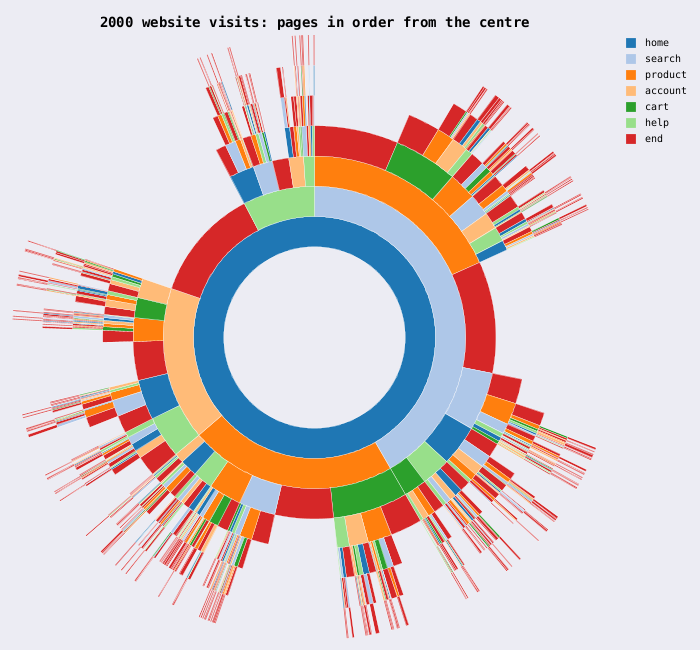 2000 website visits: pages in order from the centre
home
search
product
account
cart
help
end